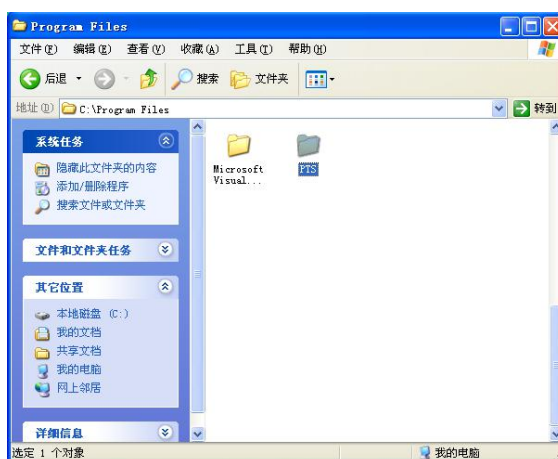 Program Files
文件(F) 编辑(E) 查看(V) 收藏(A) 工具(T) 帮助(H)
后退 搜索 文件夹
地址(D) C:\Program Files 转到
系统任务
隐藏此文件夹的内容
添加/删除程序
搜索文件或文件夹
文件和文件夹任务
其它位置
本地磁盘 (C:)
我的文档
共享文档
我的电脑
网上邻居
详细信息
Microsoft
Visual...
PTS
选定 1 个对象 我的电脑